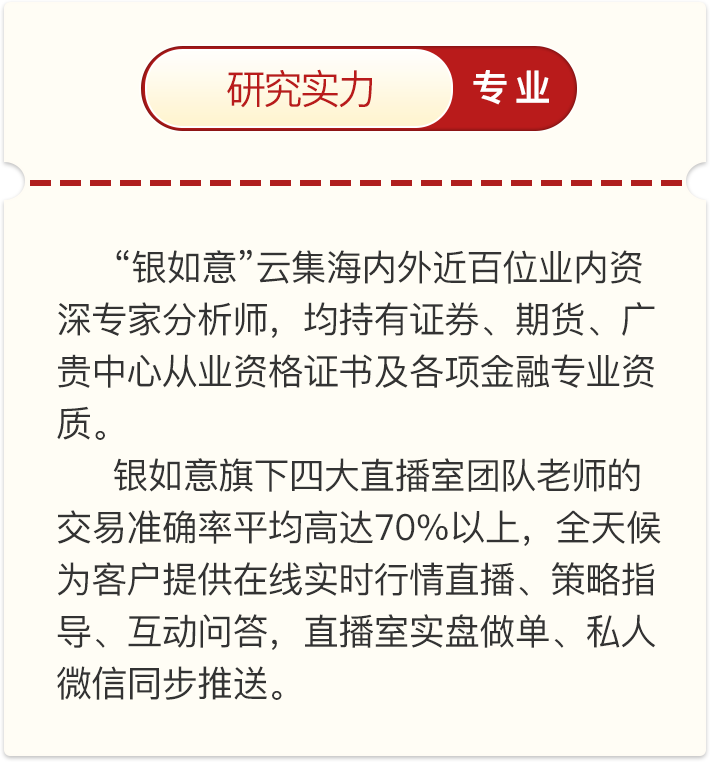 研究实力 专业
“银如意”云集海内外近百位业内资
深专家分析师，均持有证券、期货、广
贵中心从业资格证书及各项金融专业资
质。
银如意旗下四大直播室团队老师的
交易准确率平均高达70%以上，全天候
为客户提供在线实时行情直播、策略指
导、互动问答，直播室实盘做单、私人
微信同步推送。